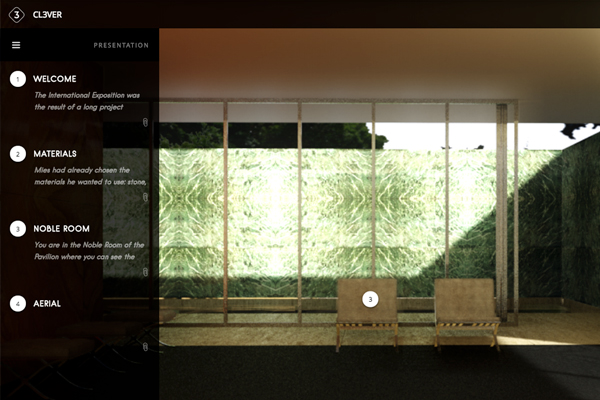 3 CL3VER
PRESENTATION
1 WELCOME
The International Exposition was
the result of a long project
2 MATERIALS
Mies had already chosen the
materials he wanted to use: stone,
3 NOBLE ROOM
You are in the Noble Room of the
Pavilion where you can see the
4 AERIAL
3